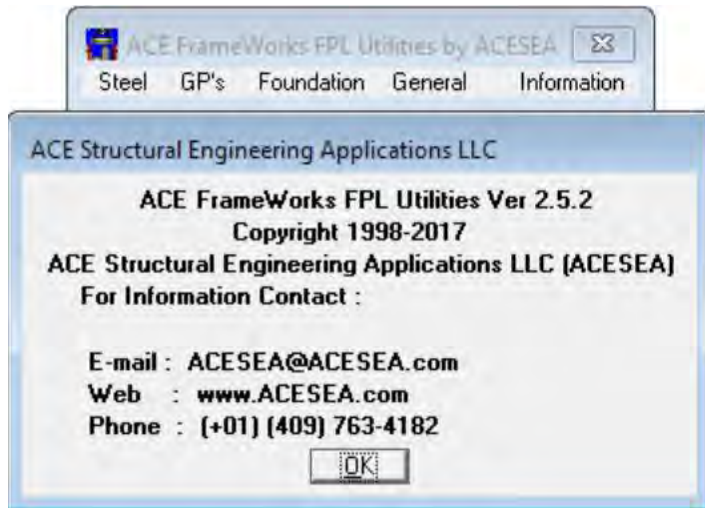 ACE FrameWorks FPL Utilities by ACESEA
Steel GP's Foundation General Information
ACE Structural Engineering Applications LLC
ACE FrameWorks FPL Utilities Ver 2.5.2
Copyright 1998-2017
ACE Structural Engineering Applications LLC (ACESEA)
For Information Contact :
E-mail : ACESEA@ACESEA.com
Web : www.ACESEA.com
Phone : (+01) (409) 763-4182
OK